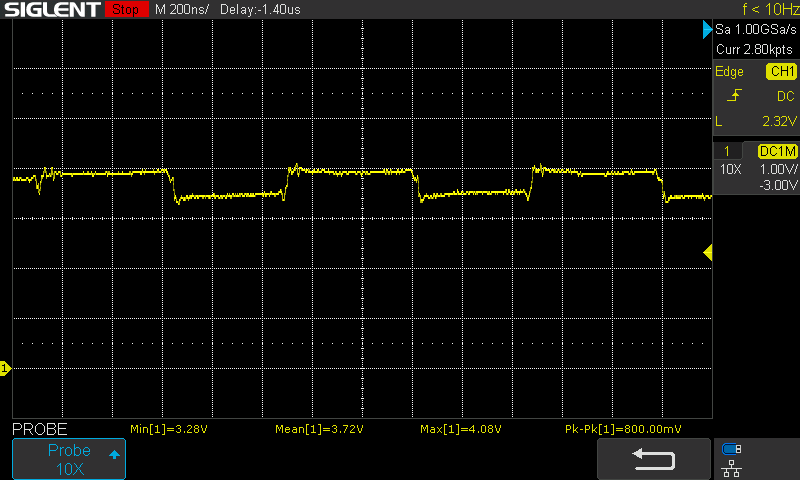 SIGLENT Stop M 200ns/ Delay:-1.40us f < 10Hz
Sa 1.00GSa/s
Curr 2.80kpts
Edge CH1
DC
L 2.32V
1 DC1M
10X 1.00V/
-3.00V
1
PROBE Min[1]=3.28V Mean[1]=3.72V Max[1]=4.08V Pk-Pk[1]=800.00mV
Probe
10X